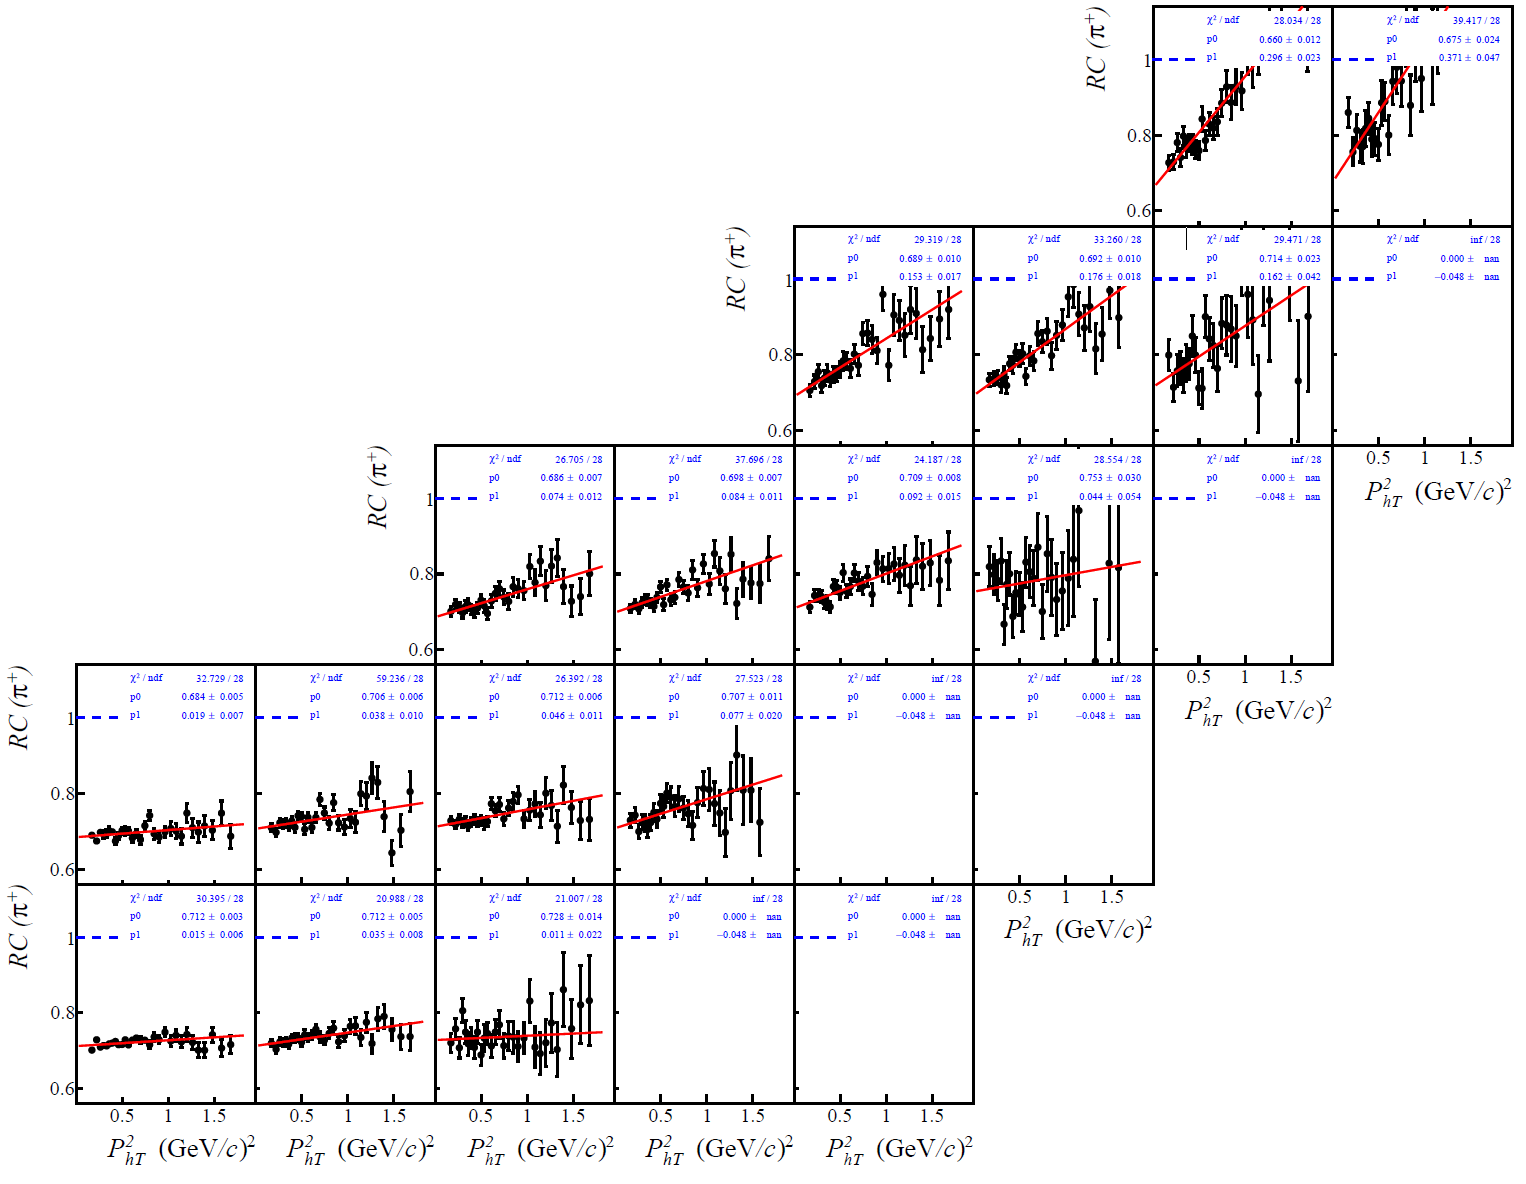 RC (π+)
χ2 / ndf 28.034 / 28
p0 0.660 ± 0.012
p1 0.296 ± 0.023
χ2 / ndf 39.417 / 28
p0 0.675 ± 0.024
p1 0.371 ± 0.047
1
0.8
0.6
RC (π+)
χ2 / ndf 29.319 / 28
p0 0.689 ± 0.010
p1 0.153 ± 0.017
χ2 / ndf 33.260 / 28
p0 0.692 ± 0.010
p1 0.176 ± 0.018
χ2 / ndf 29.471 / 28
p0 0.714 ± 0.023
p1 0.162 ± 0.042
χ2 / ndf inf / 28
p0 0.000 ± nan
p1 −0.048 ± nan
1
0.8
0.6
0.5 1 1.5
P2hT (GeV/c)2
RC (π+)
χ2 / ndf 26.705 / 28
p0 0.686 ± 0.007
p1 0.074 ± 0.012
χ2 / ndf 37.696 / 28
p0 0.698 ± 0.007
p1 0.084 ± 0.011
χ2 / ndf 24.187 / 28
p0 0.709 ± 0.008
p1 0.092 ± 0.015
χ2 / ndf 28.554 / 28
p0 0.753 ± 0.030
p1 0.044 ± 0.054
χ2 / ndf inf / 28
p0 0.000 ± nan
p1 −0.048 ± nan
1
0.8
0.6
0.5 1 1.5
P2hT (GeV/c)2
RC (π+)
χ2 / ndf 32.729 / 28
p0 0.684 ± 0.005
p1 0.019 ± 0.007
χ2 / ndf 59.236 / 28
p0 0.706 ± 0.006
p1 0.038 ± 0.010
χ2 / ndf 26.392 / 28
p0 0.712 ± 0.006
p1 0.046 ± 0.011
χ2 / ndf 27.523 / 28
p0 0.707 ± 0.011
p1 0.077 ± 0.020
χ2 / ndf inf / 28
p0 0.000 ± nan
p1 −0.048 ± nan
χ2 / ndf inf / 28
p0 0.000 ± nan
p1 −0.048 ± nan
1
0.8
0.6
0.5 1 1.5
P2hT (GeV/c)2
RC (π+)
χ2 / ndf 30.395 / 28
p0 0.712 ± 0.003
p1 0.015 ± 0.006
χ2 / ndf 20.988 / 28
p0 0.712 ± 0.005
p1 0.035 ± 0.008
χ2 / ndf 21.007 / 28
p0 0.728 ± 0.014
p1 0.011 ± 0.022
χ2 / ndf inf / 28
p0 0.000 ± nan
p1 −0.048 ± nan
χ2 / ndf inf / 28
p0 0.000 ± nan
p1 −0.048 ± nan
1
0.8
0.6
0.5 1 1.5 0.5 1 1.5 0.5 1 1.5 0.5 1 1.5 0.5 1 1.5
P2hT (GeV/c)2 P2hT (GeV/c)2 P2hT (GeV/c)2 P2hT (GeV/c)2 P2hT (GeV/c)2